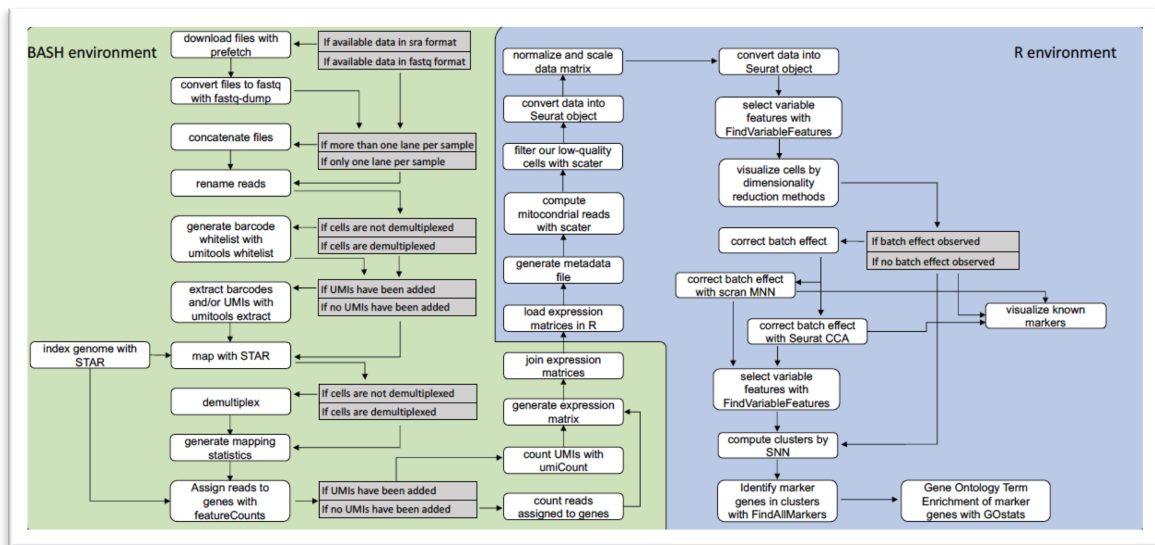 BASH environment
download files with
prefetch
If available data in sra format
If available data in fastq format
convert files to fastq
with fastq-dump
concatenate files
If more than one lane per sample
If only one lane per sample
rename reads
generate barcode
whitelist with
umitools whitelist
If cells are not demultiplexed
If cells are demultiplexed
extract barcodes
and/or UMIs with
umitools extract
If UMIs have been added
If no UMIs have been added
index genome with
STAR
map with STAR
demultiplex
If cells are not demultiplexed
If cells are demultiplexed
generate mapping
statistics
Assign reads to
genes with
featureCounts
If UMIs have been added
If no UMIs have been added
count UMIs with
umiCount
count reads
assigned to genes
generate expression
matrix
join expression
matrices
R environment
load expression
matrices in R
generate metadata
file
compute
mitocondrial reads
with scater
filter our low-quality
cells with scater
convert data into
Seurat object
normalize and scale
data matrix
convert data into
Seurat object
select variable
features with
FindVariableFeatures
visualize cells by
dimensionality
reduction methods
If batch effect observed
If no batch effect observed
correct batch effect
correct batch effect
with scran MNN
correct batch effect
with Seurat CCA
visualize known
markers
select variable
features with
FindVariableFeatures
compute clusters by
SNN
Identify marker
genes in clusters
with FindAllMarkers
Gene Ontology Term
Enrichment of marker
genes with GOstats